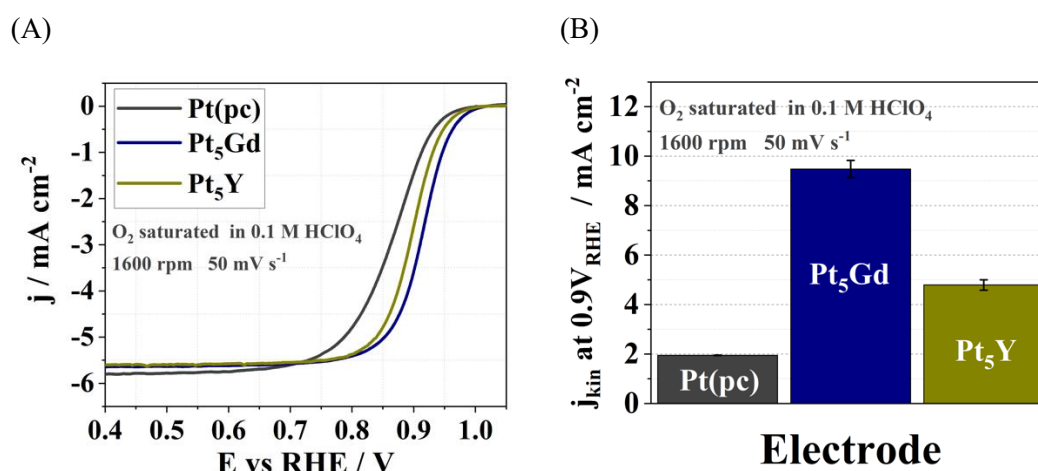 (A)
(B)
Pt(pc)
Pt₅Gd
Pt₅Y
O₂ saturated in 0.1 M HClO₄
1600 rpm 50 mV s⁻¹
j / mA cm⁻²
0
-1
-2
-3
-4
-5
-6
0.4 0.5 0.6 0.7 0.8 0.9 1.0
E vs RHE / V
O₂ saturated in 0.1 M HClO₄
1600 rpm 50 mV s⁻¹
j_kin at 0.9V_RHE / mA cm⁻²
12
10
8
6
4
2
0
Pt(pc)
Pt₅Gd
Pt₅Y
Electrode